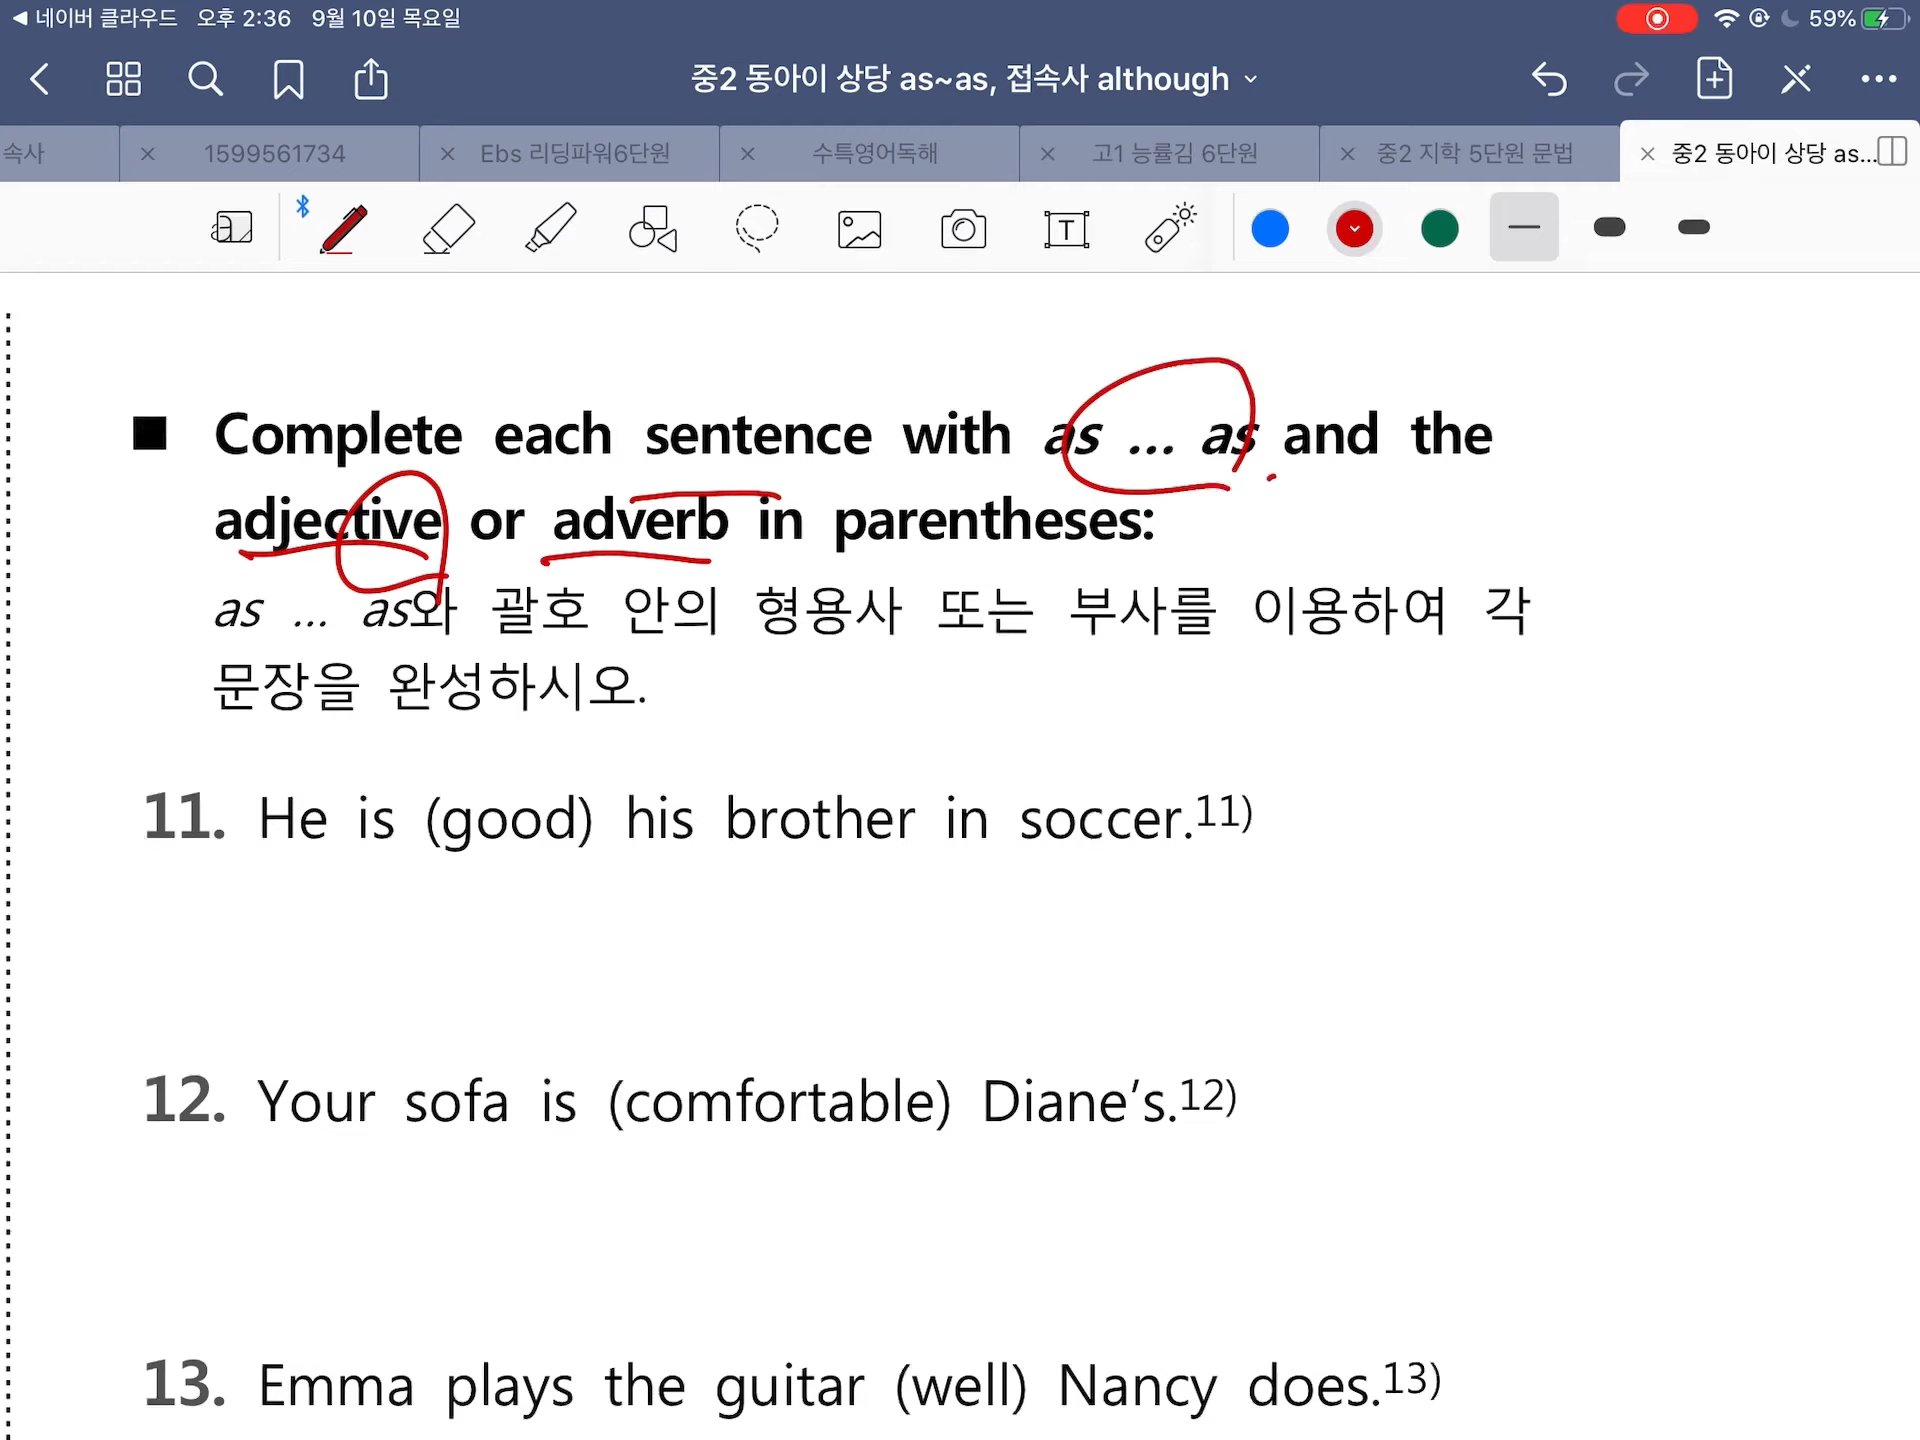 ◀ 네이버 클라우드 오후 2:36 9월 10일 목요일 59%
중2 동아이 상당 as~as, 접속사 although
속사 1599561734 Ebs 리딩파워6단원 수특영어독해 고1 능률김 6단원 중2 지학 5단원 문법 중2 동아이 상당 as...
T
■ Complete each sentence with as ... as and the
adjective or adverb in parentheses:
as ... as와 괄호 안의 형용사 또는 부사를 이용하여 각
문장을 완성하시오.
11. He is (good) his brother in soccer.11)
12. Your sofa is (comfortable) Diane’s.12)
13. Emma plays the guitar (well) Nancy does.13)